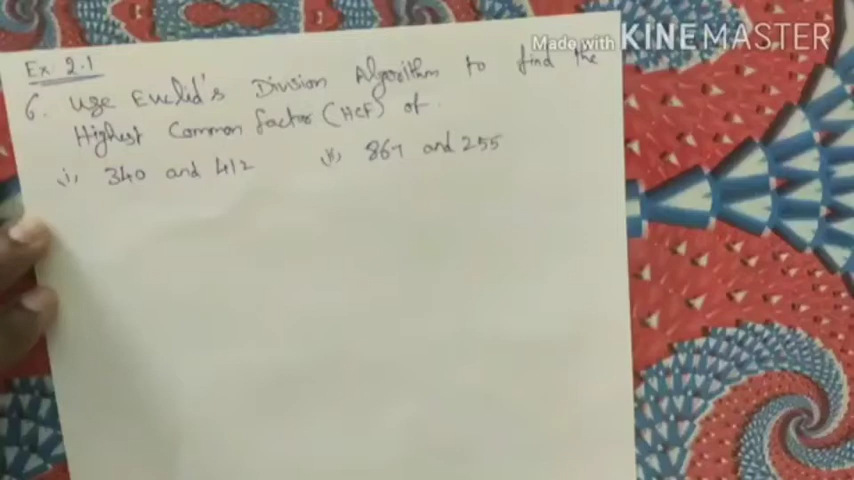 Made with KINEMASTER
Ex. 2.1
6. Use Euclid's Division Algorithm to find the
Highest Common factor (HCF) of.
i, 340 and 412 ii, 867 and 255